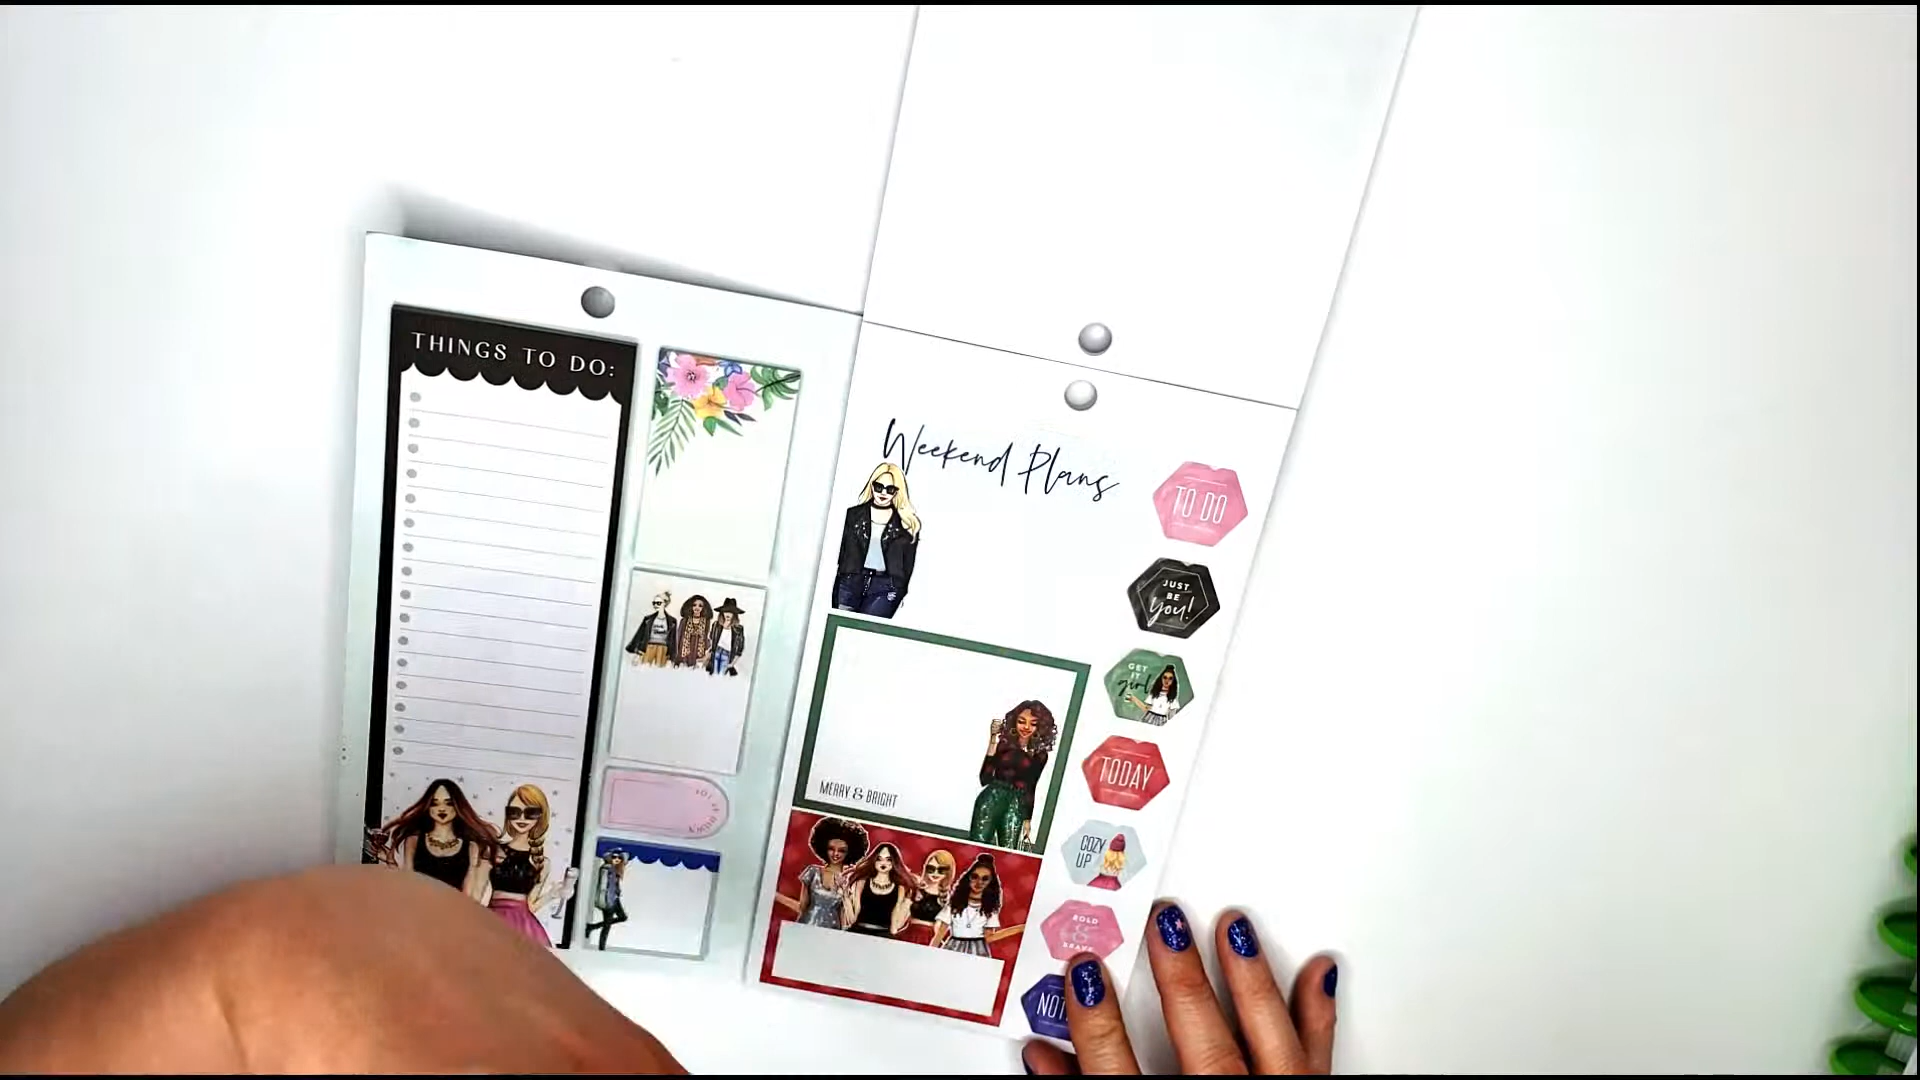 THINGS TO DO:
Weekend Plans
TO DO
JUST
BE
you!
GET
IT
girl
TODAY
MERRY & BRIGHT
COZY
UP
BOLD
&
BRAVE